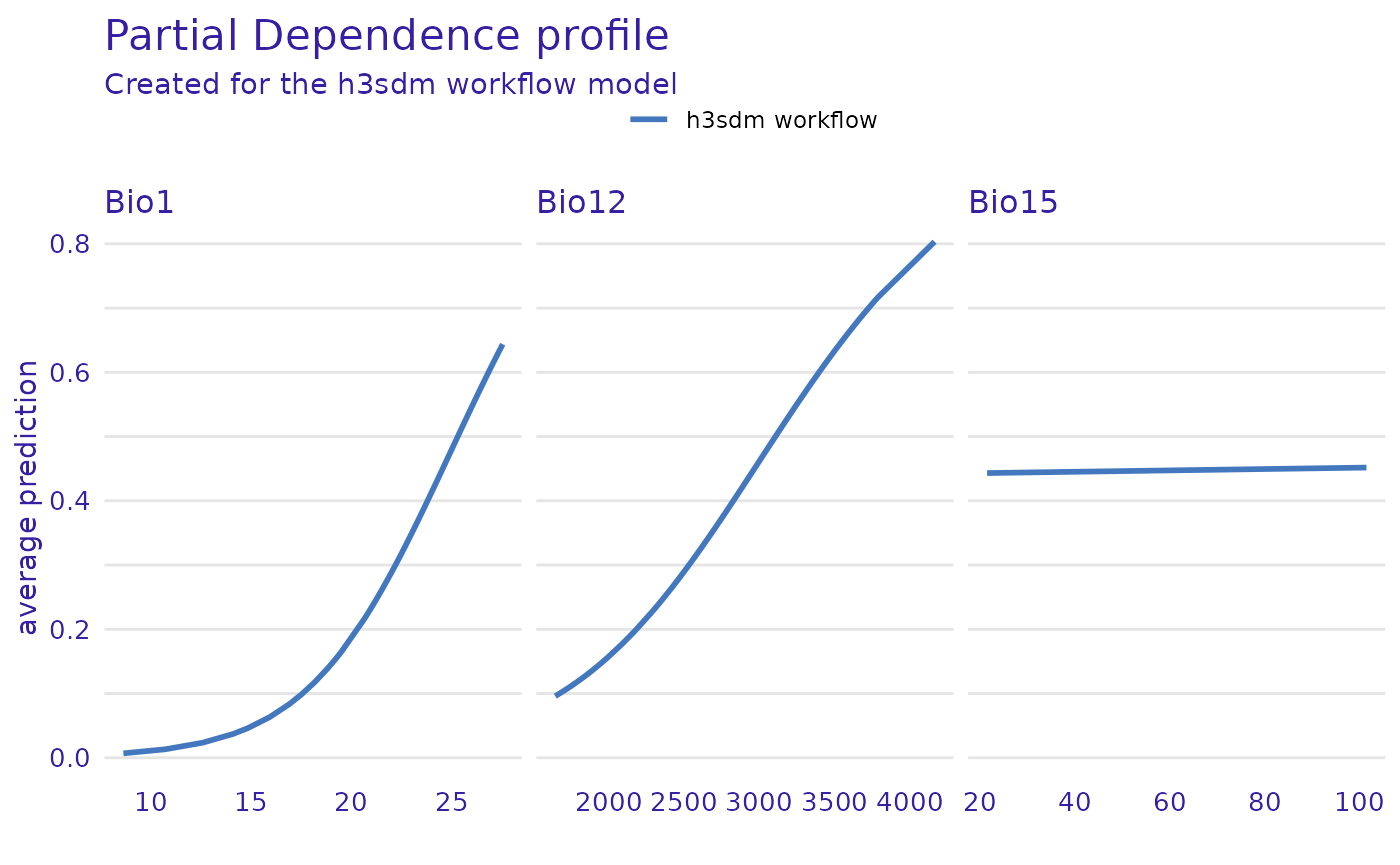 Partial Dependence profile
Created for the h3sdm workflow model
h3sdm workflow
Bio1 Bio12 Bio15
average prediction
0.8
0.6
0.4
0.2
0.0
10 15 20 25 2000 2500 3000 3500 4000 20 40 60 80 100